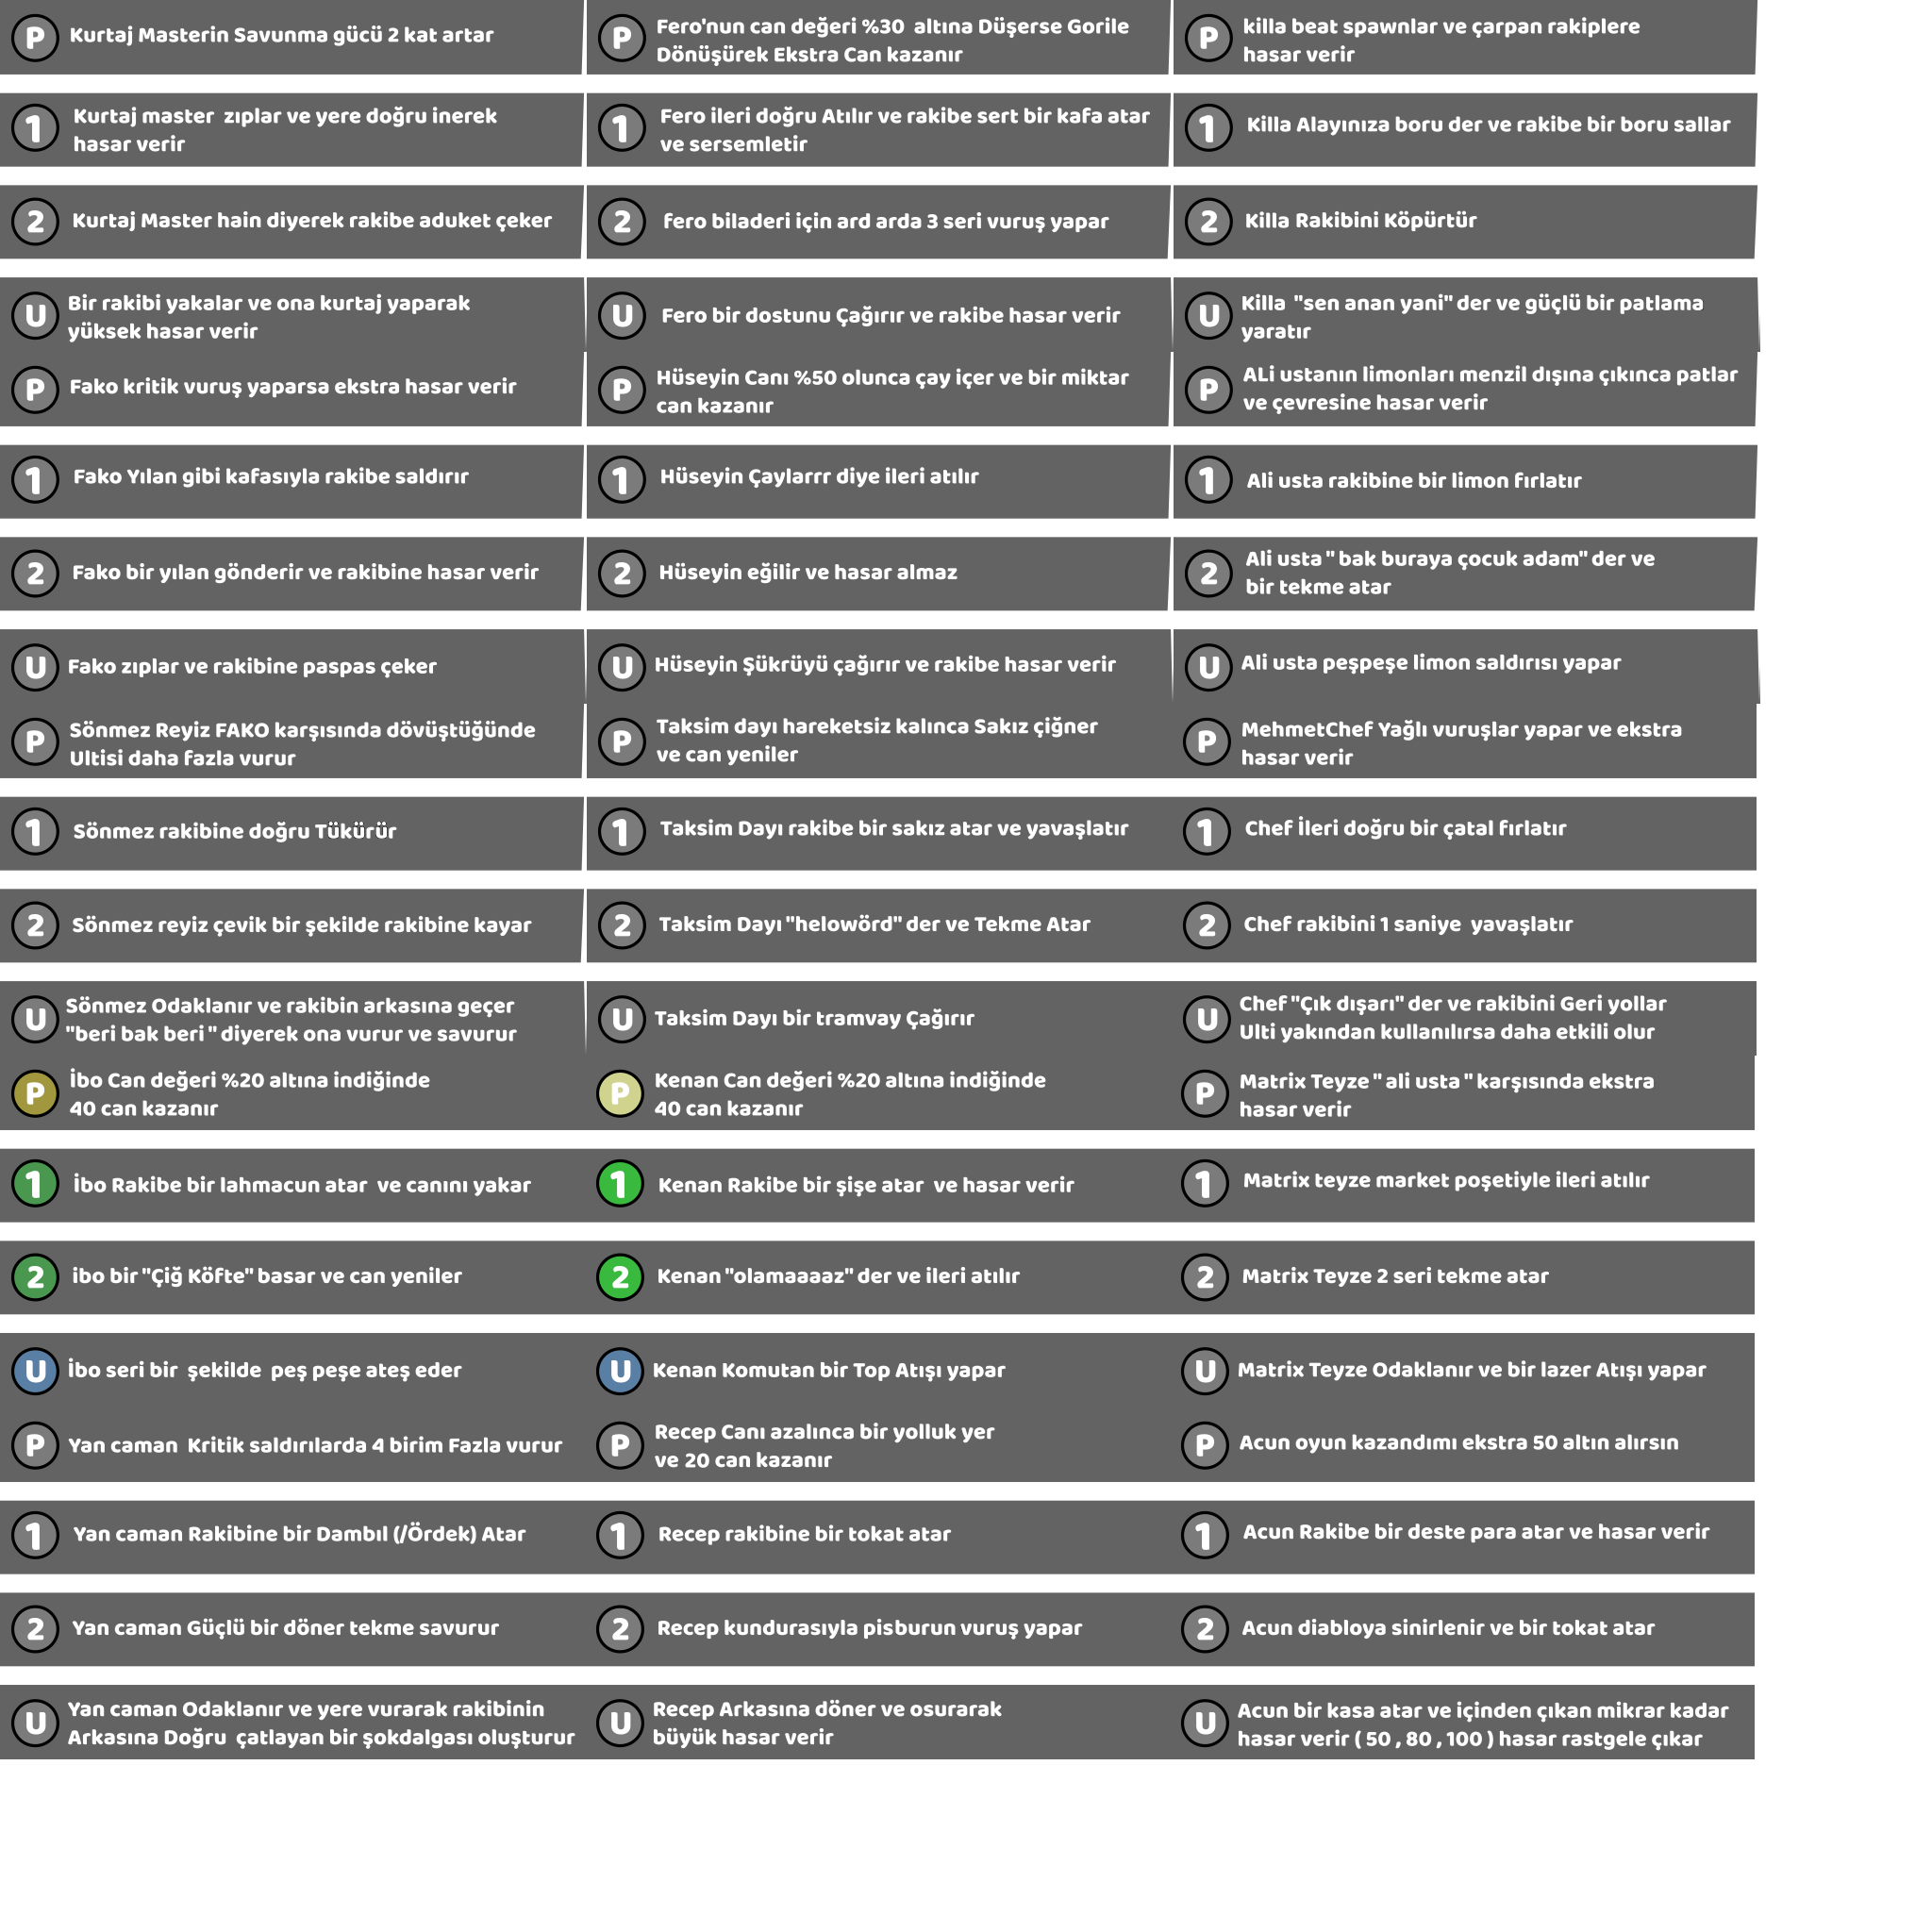 P Kurtaj Masterin Savunma gücü 2 kat artar
1 Kurtaj master zıplar ve yere doğru inerek
hasar verir
2 Kurtaj Master hain diyerek rakibe aduket çeker
U Bir rakibi yakalar ve ona kurtaj yaparak
yüksek hasar verir
P Fero'nun can değeri %30 altına Düşerse Gorile
Dönüşürek Ekstra Can kazanır
1 Fero ileri doğru Atılır ve rakibe sert bir kafa atar
ve sersemletir
2 fero biladeri için ard arda 3 seri vuruş yapar
U Fero bir dostunu Çağırır ve rakibe hasar verir
P killa beat spawnlar ve çarpan rakiplere
hasar verir
1 Killa Alayınıza boru der ve rakibe bir boru sallar
2 Killa Rakibini Köpürtür
U Killa "sen anan yani" der ve güçlü bir patlama
yaratır
P Fako kritik vuruş yaparsa ekstra hasar verir
1 Fako Yılan gibi kafasıyla rakibe saldırır
2 Fako bir yılan gönderir ve rakibine hasar verir
U Fako zıplar ve rakibine paspas çeker
P Hüseyin Canı %50 olunca çay içer ve bir miktar
can kazanır
1 Hüseyin Çaylarrr diye ileri atılır
2 Hüseyin eğilir ve hasar almaz
U Hüseyin Şükrüyü çağırır ve rakibe hasar verir
P ALi ustanın limonları menzil dışına çıkınca patlar
ve çevresine hasar verir
1 Ali usta rakibine bir limon fırlatır
2 Ali usta " bak buraya çocuk adam" der ve
bir tekme atar
U Ali usta peşpeşe limon saldırısı yapar
P Sönmez Reyiz FAKO karşısında dövüştüğünde
Ultisi daha fazla vurur
1 Sönmez rakibine doğru Tükürür
2 Sönmez reyiz çevik bir şekilde rakibine kayar
U Sönmez Odaklanır ve rakibin arkasına geçer
"beri bak beri " diyerek ona vurur ve savurur
P Taksim dayı hareketsiz kalınca Sakız çiğner
ve can yeniler
1 Taksim Dayı rakibe bir sakız atar ve yavaşlatır
2 Taksim Dayı "helowörd" der ve Tekme Atar
U Taksim Dayı bir tramvay Çağırır
P MehmetChef Yağlı vuruşlar yapar ve ekstra
hasar verir
1 Chef İleri doğru bir çatal fırlatır
2 Chef rakibini 1 saniye yavaşlatır
U Chef "Çık dışarı" der ve rakibini Geri yollar
Ulti yakından kullanılırsa daha etkili olur
P İbo Can değeri %20 altına indiğinde
40 can kazanır
1 İbo Rakibe bir lahmacun atar ve canını yakar
2 ibo bir "Çiğ Köfte" basar ve can yeniler
U İbo seri bir şekilde peş peşe ateş eder
P Kenan Can değeri %20 altına indiğinde
40 can kazanır
1 Kenan Rakibe bir şişe atar ve hasar verir
2 Kenan "olamaaaaz" der ve ileri atılır
U Kenan Komutan bir Top Atışı yapar
P Matrix Teyze " ali usta " karşısında ekstra
hasar verir
1 Matrix teyze market poşetiyle ileri atılır
2 Matrix Teyze 2 seri tekme atar
U Matrix Teyze Odaklanır ve bir lazer Atışı yapar
P Yan caman Kritik saldırılarda 4 birim Fazla vurur
1 Yan caman Rakibine bir Dambıl (/Ördek) Atar
2 Yan caman Güçlü bir döner tekme savurur
U Yan caman Odaklanır ve yere vurarak rakibinin
Arkasına Doğru çatlayan bir şokdalgası oluşturur
P Recep Canı azalınca bir yolluk yer
ve 20 can kazanır
1 Recep rakibine bir tokat atar
2 Recep kundurasıyla pisburun vuruş yapar
U Recep Arkasına döner ve osurarak
büyük hasar verir
P Acun oyun kazandımı ekstra 50 altın alırsın
1 Acun Rakibe bir deste para atar ve hasar verir
2 Acun diabloya sinirlenir ve bir tokat atar
U Acun bir kasa atar ve içinden çıkan mikrar kadar
hasar verir ( 50 , 80 , 100 ) hasar rastgele çıkar